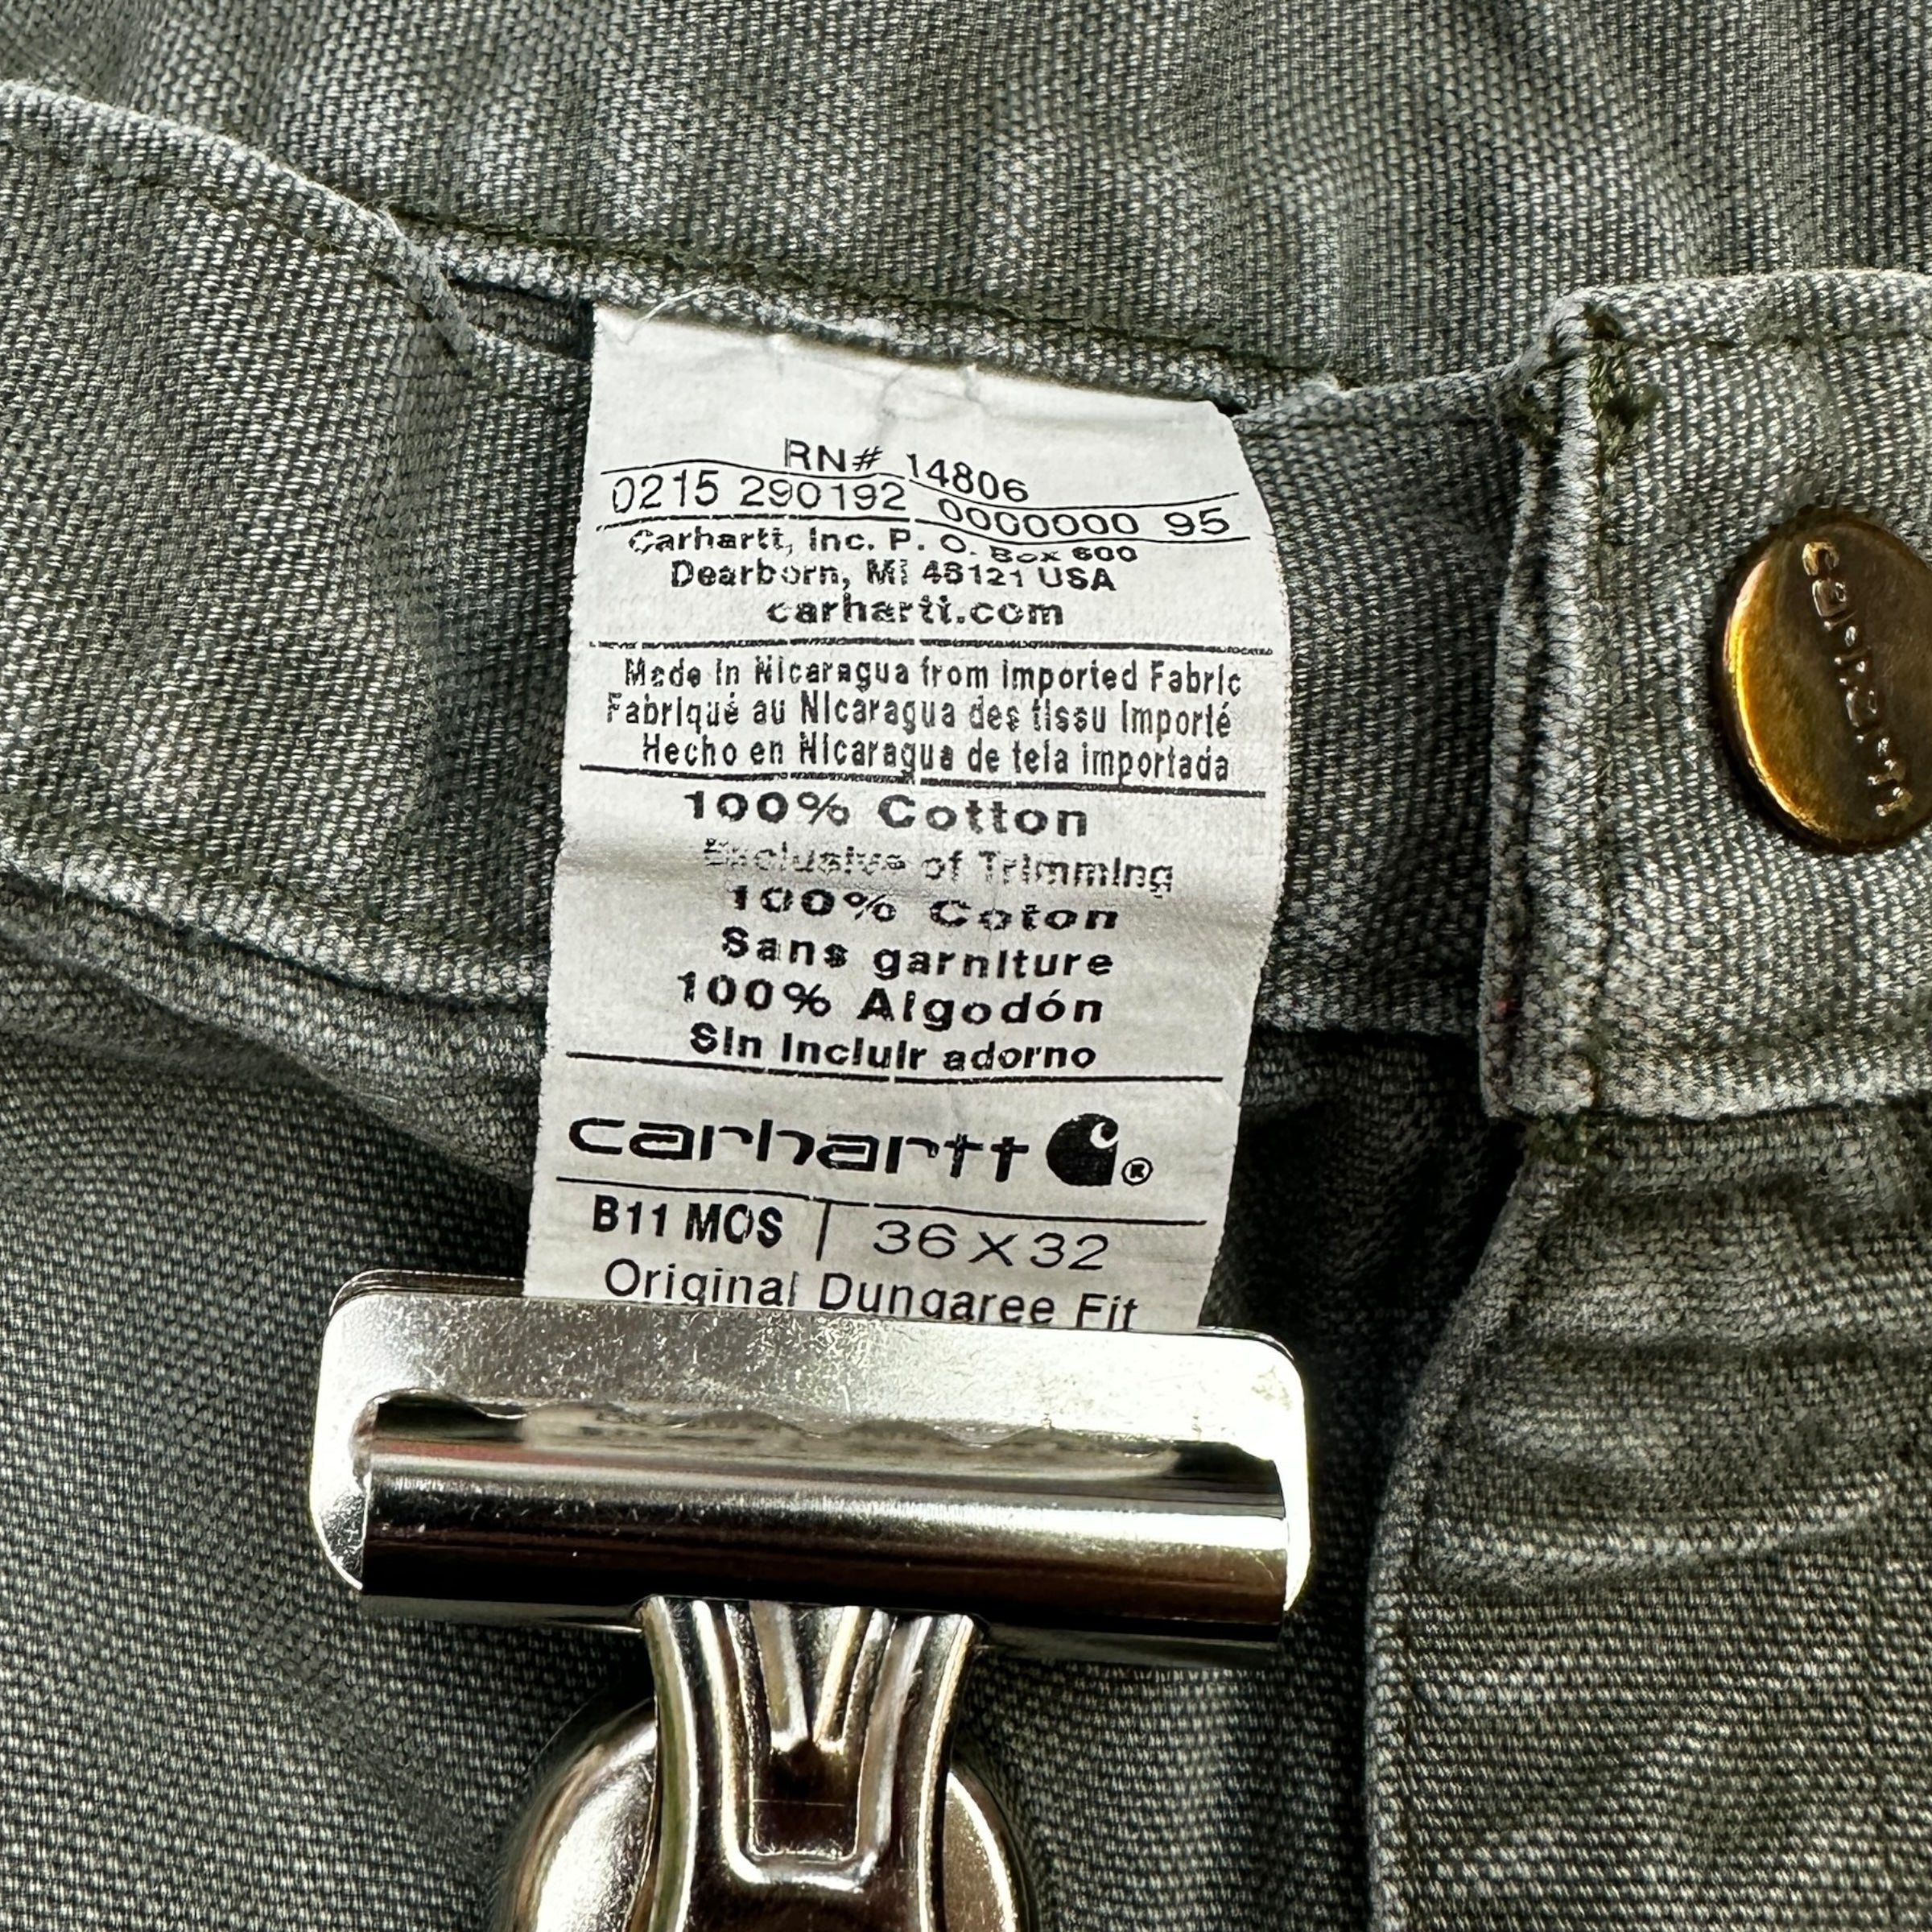 RN# 14806
0215 290192 0000000 95
Carhartt, Inc. P. O. Box 600
Dearborn, MI 48121 USA
carhartt.com
Made in Nicaragua from Imported Fabric
Fabriqué au Nicaragua des tissu Importé
Hecho en Nicaragua de tela importada
100% Cotton
Exclusive of Trimming
100% Coton
Sans garniture
100% Algodón
Sin Incluir adorno
carhartt ®
B11 MOS | 36 X 32
Original Dungaree Fit
carhartt